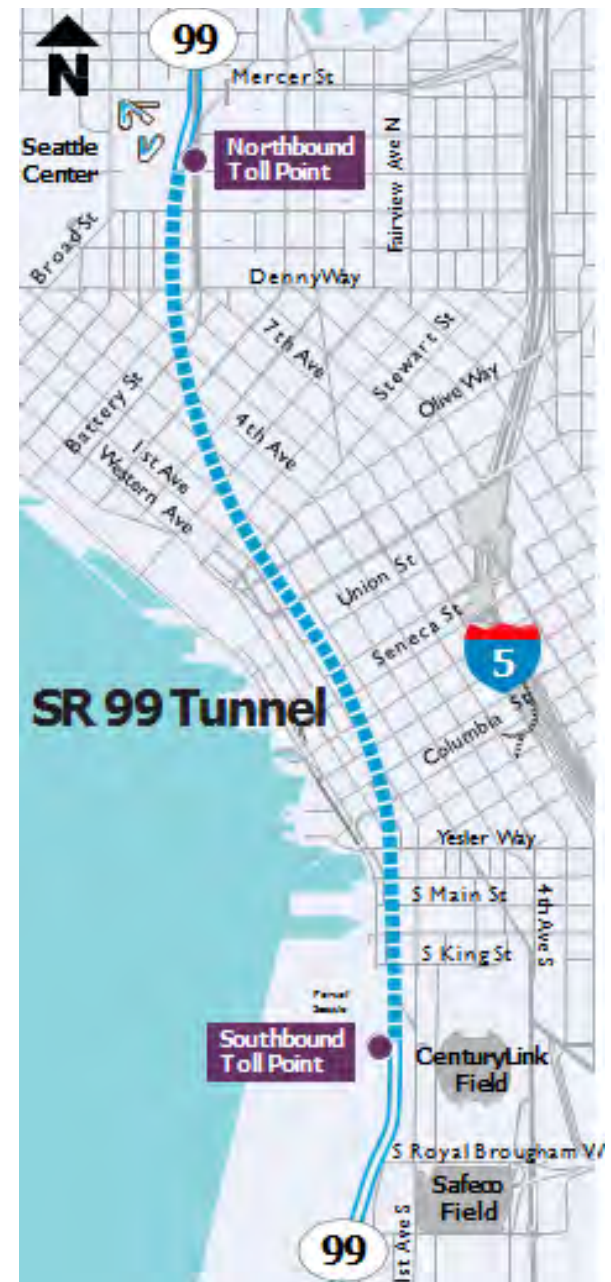 99
N
Mercer St
Seattle
Center
Northbound
Toll Point
Fairview Ave N
Broad St
Denny Way
7th Ave
Stewart St
Olive Way
Battery St
4th Ave
1st Ave
Western Ave
Union St
Seneca St
5
SR 99 Tunnel
Columbia St
Yesler Way
S Main St
4th Ave S
S King St
Southbound
Toll Point
CenturyLink
Field
S Royal Brougham W
Safeco
Field
99
1st Ave S